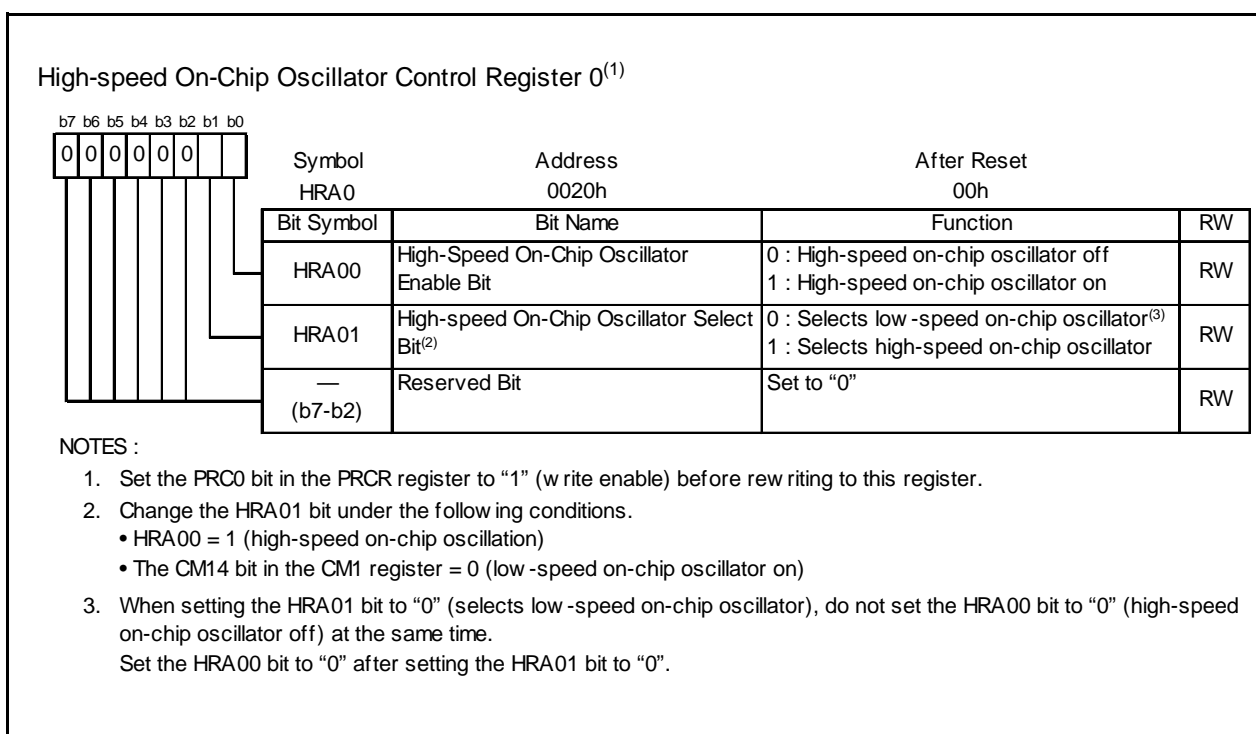 High-speed On-Chip Oscillator Control Register 0(1)
b7 b6 b5 b4 b3 b2 b1 b0
0 0 0 0 0 0
Symbol Address After Reset
HRA0 0020h 00h
Bit Symbol Bit Name Function RW
HRA00 High-Speed On-Chip Oscillator Enable Bit 0 : High-speed on-chip oscillator off RW
1 : High-speed on-chip oscillator on
HRA01 High-speed On-Chip Oscillator Select Bit(2) 0 : Selects low-speed on-chip oscillator(3) RW
1 : Selects high-speed on-chip oscillator
— (b7-b2) Reserved Bit Set to “0” RW
NOTES :
1. Set the PRC0 bit in the PRCR register to “1” (write enable) before rewriting to this register.
2. Change the HRA01 bit under the following conditions.
• HRA00 = 1 (high-speed on-chip oscillation)
• The CM14 bit in the CM1 register = 0 (low-speed on-chip oscillator on)
3. When setting the HRA01 bit to “0” (selects low-speed on-chip oscillator), do not set the HRA00 bit to “0” (high-speed
on-chip oscillator off) at the same time.
Set the HRA00 bit to “0” after setting the HRA01 bit to “0”.